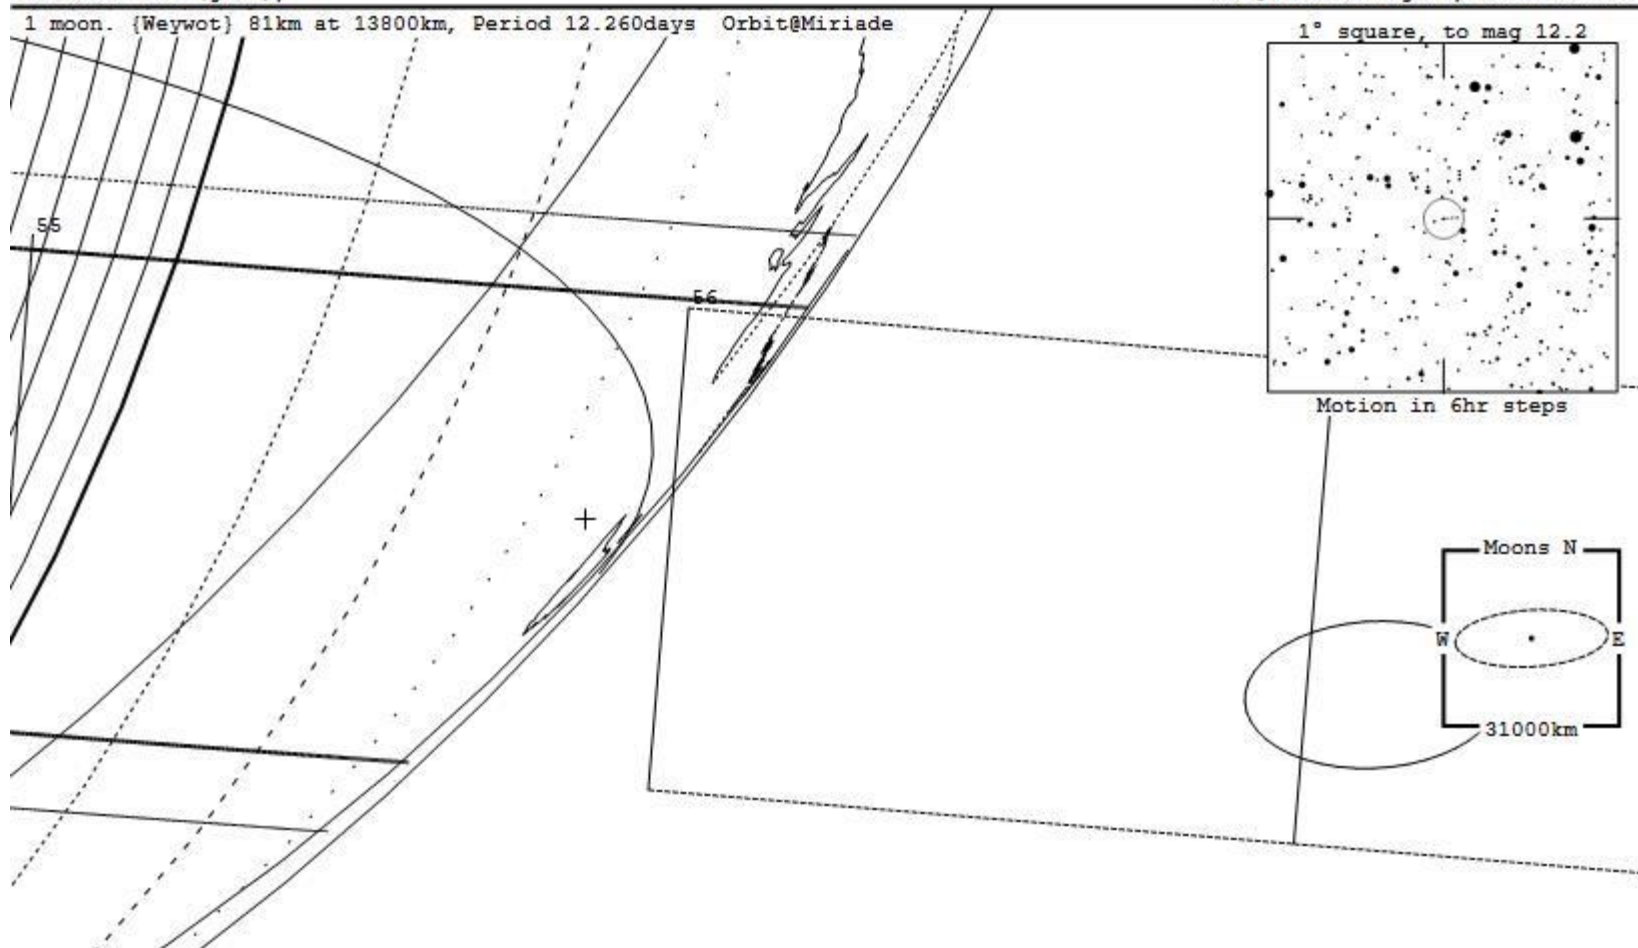 1 moon. {Weywot} 81km at 13800km, Period 12.260days Orbit@Miriade
1° square, to mag 12.2
55
56
Motion in 6hr steps
Moons N
W E
31000km